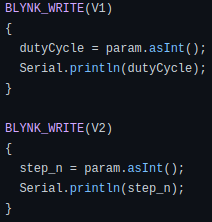 BLYNK_WRITE(V1)
{
  dutyCycle = param.asInt();
  Serial.println(dutyCycle);
}

BLYNK_WRITE(V2)
{
  step_n = param.asInt();
  Serial.println(step_n);
}